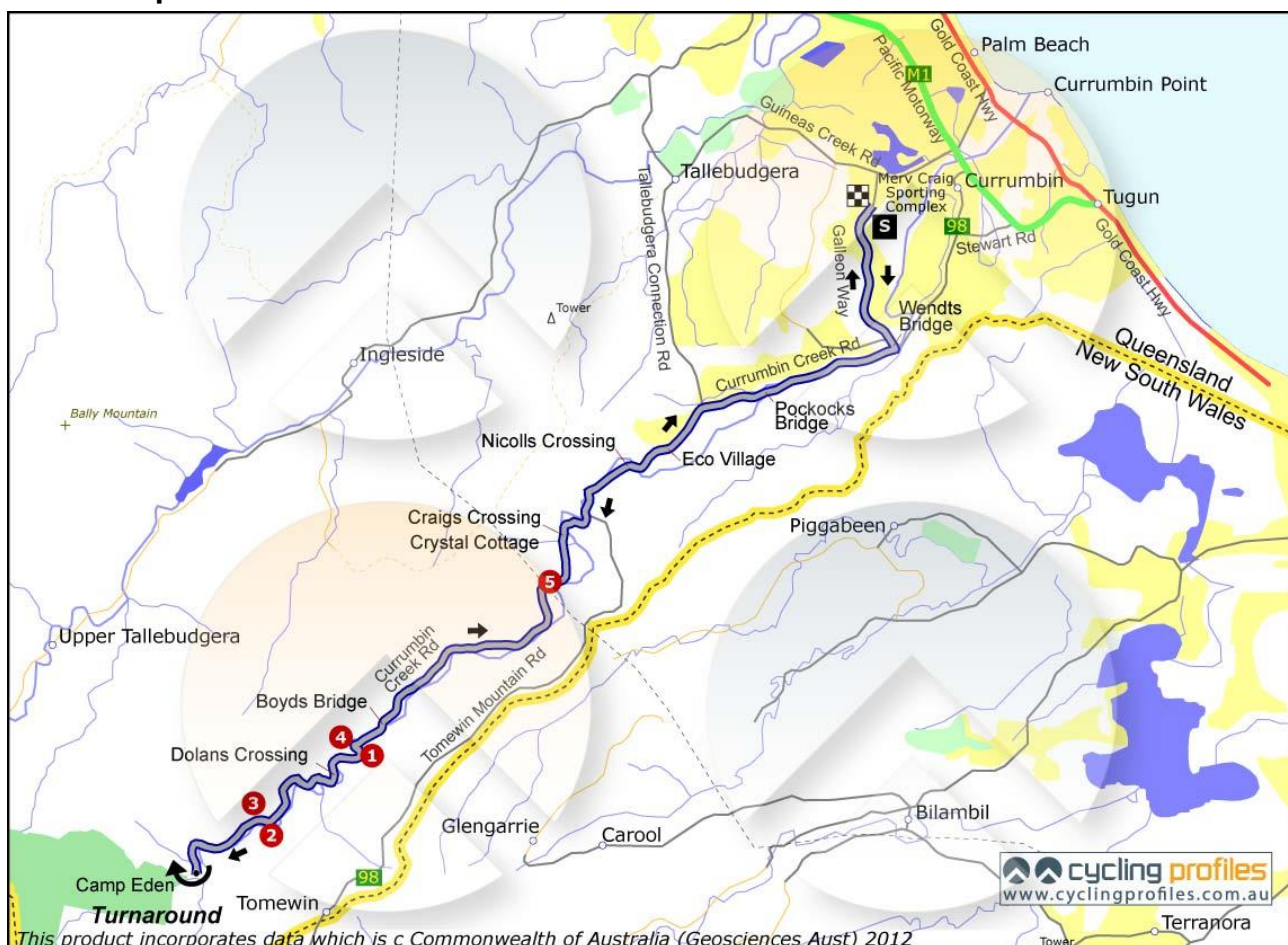 Palm Beach
Pacific Motorway
Gold Coast Hwy
M1
Currumbin Point
Guineas Creek Rd
Tallebudgera
Merv Craig
Sporting
Complex
Currumbin
Tugun
S
98
Stewart Rd
Gold Coast Hwy
Galleon Way
Tallebudgera Connection Rd
Tower
Wendts
Bridge
Ingleside
Currumbin Creek Rd
Queensland
New South Wales
Bally Mountain
Pockocks
Bridge
Nicolls Crossing
Eco Village
Craigs Crossing
Crystal Cottage
Piggabeen
5
Upper Tallebudgera
Currumbin
Creek Rd
Tomewin Mountain Rd
Boyds Bridge
4
1
Dolans Crossing
3
2
Glengarrie
Carool
Bilambil
98
Camp Eden
Turnaround
Tomewin
cycling profiles
www.cyclingprofiles.com.au
Terranora
Tower
This product incorporates data which is c Commonwealth of Australia (Geosciences Aust) 2012